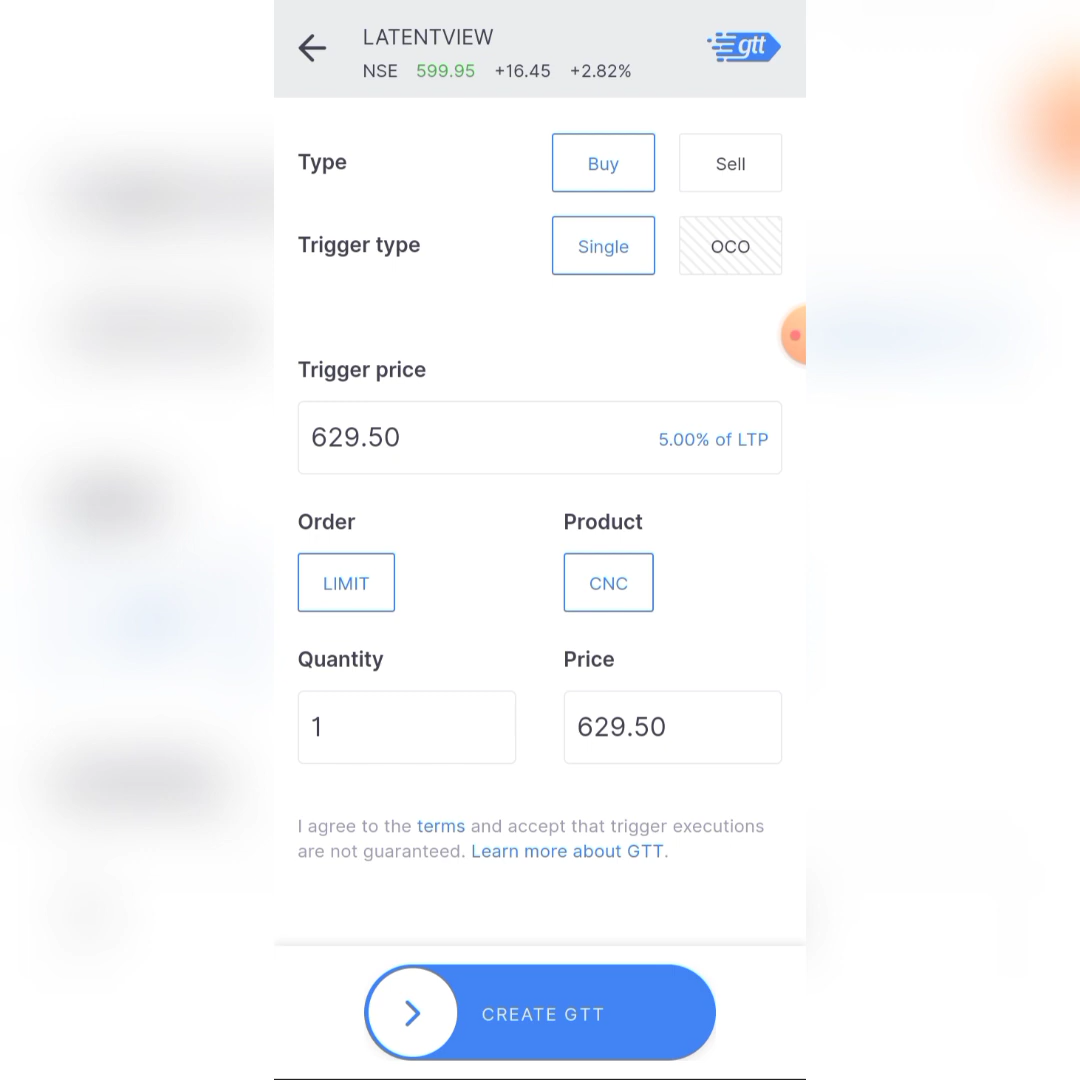 LATENTVIEW
gtt
NSE 599.95 +16.45 +2.82%
Type Buy Sell
Trigger type Single OCO
Trigger price
629.50 5.00% of LTP
Order Product
LIMIT CNC
Quantity Price
1 629.50
I agree to the terms and accept that trigger executions
are not guaranteed. Learn more about GTT.
CREATE GTT